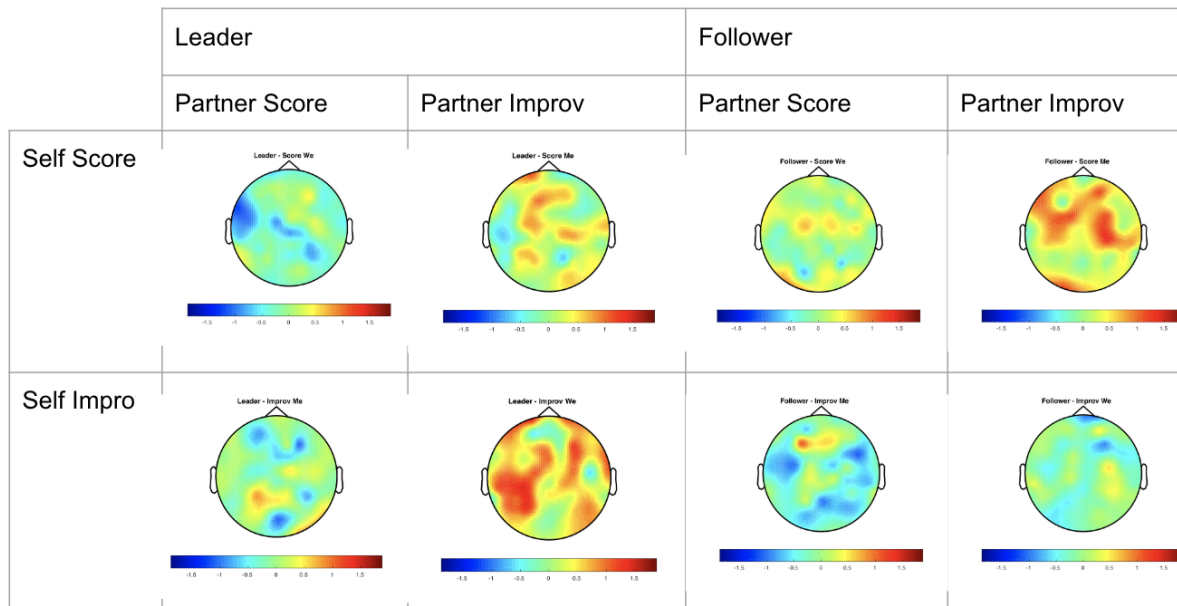 Leader
Follower
Partner Score
Partner Improv
Partner Score
Partner Improv
Self Score
Leader - Score We
Leader - Score Me
Follower - Score We
Follower - Score Me
-1.5 -1 -0.5 0 0.5 1 1.5
-1.5 -1 -0.5 0 0.5 1 1.5
-1.5 -1 -0.5 0 0.5 1 1.5
-1.5 -1 -0.5 0 0.5 1 1.5
Self Impro
Leader - Improv Me
Leader - Improv We
Follower - Improv Me
Follower - Improv We
-1.5 -1 -0.5 0 0.5 1 1.5
-1.5 -1 -0.5 0 0.5 1 1.5
-1.5 -1 -0.5 0 0.5 1 1.5
-1.5 -1 -0.5 0 0.5 1 1.5